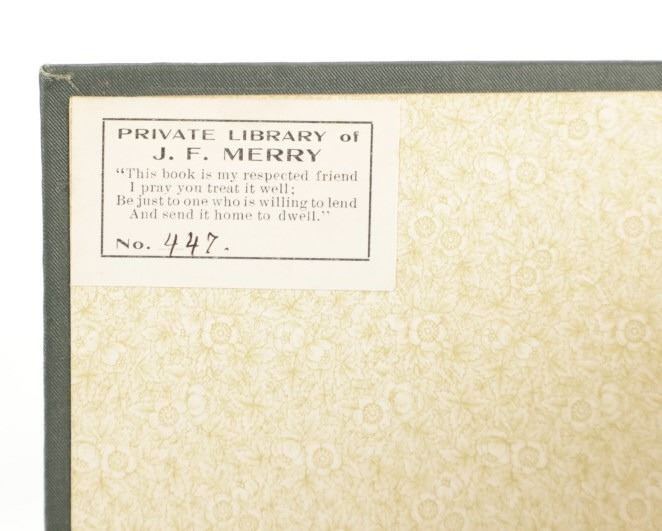 PRIVATE LIBRARY of
J. F. MERRY
“This book is my respected friend
I pray you treat it well;
Be just to one who is willing to lend
And send it home to dwell.”
No. 447.